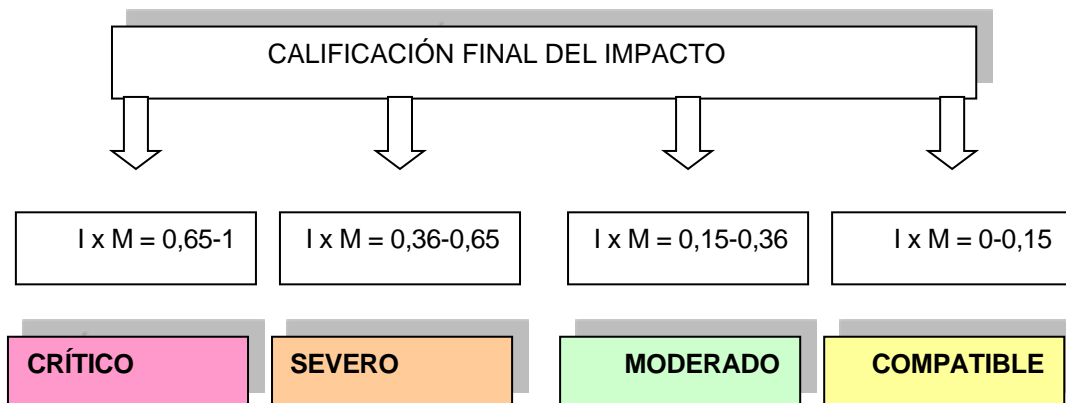 CALIFICACIÓN FINAL DEL IMPACTO
I x M = 0,65-1
I x M = 0,36-0,65
I x M = 0,15-0,36
I x M = 0-0,15
CRÍTICO
SEVERO
MODERADO
COMPATIBLE